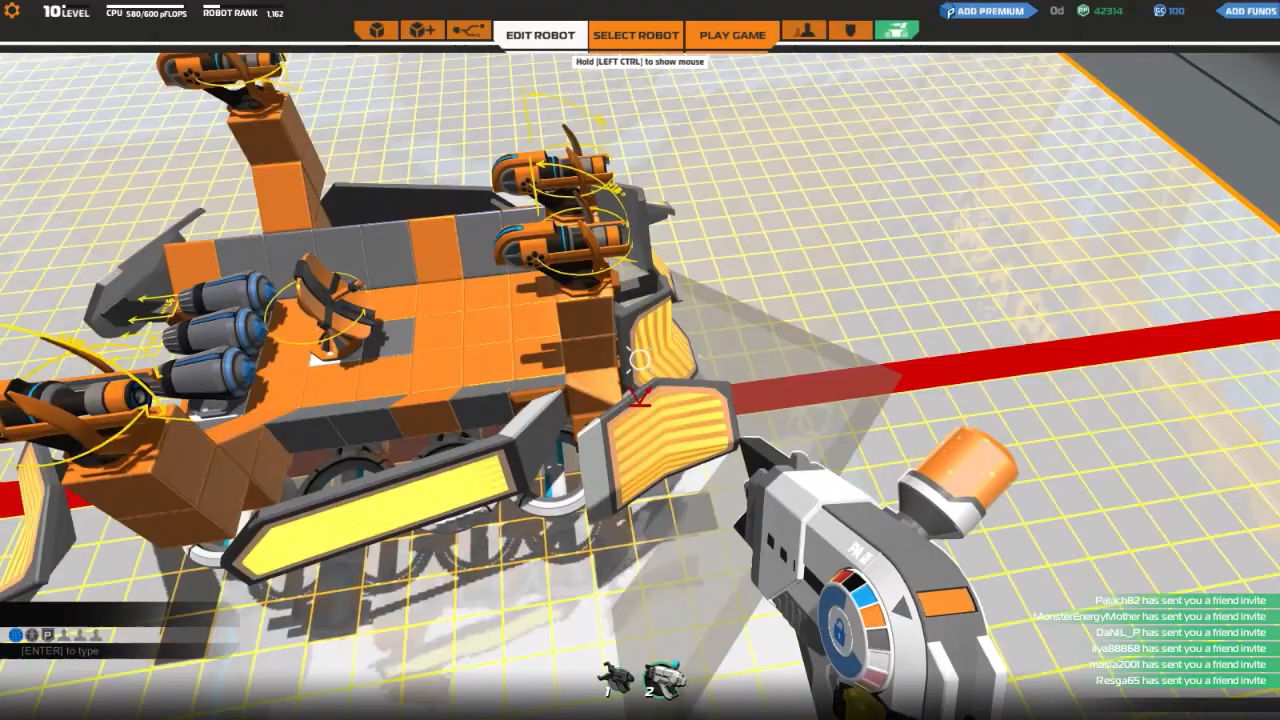 10 LEVEL
CPU 580/600 pFLOPS
ROBOT RANK 1,162
ADD PREMIUM
0d
RP 42314
GC 100
ADD FUNDS
EDIT ROBOT
SELECT ROBOT
PLAY GAME
Hold [LEFT CTRL] to show mouse
Palach82 has sent you a friend invite
MonsterEnergyMother has sent you a friend invite
DaNiL_P has sent you a friend invite
ilya88868 has sent you a friend invite
masla2001 has sent you a friend invite
Resga65 has sent you a friend invite
P
[ENTER] to type
1
2